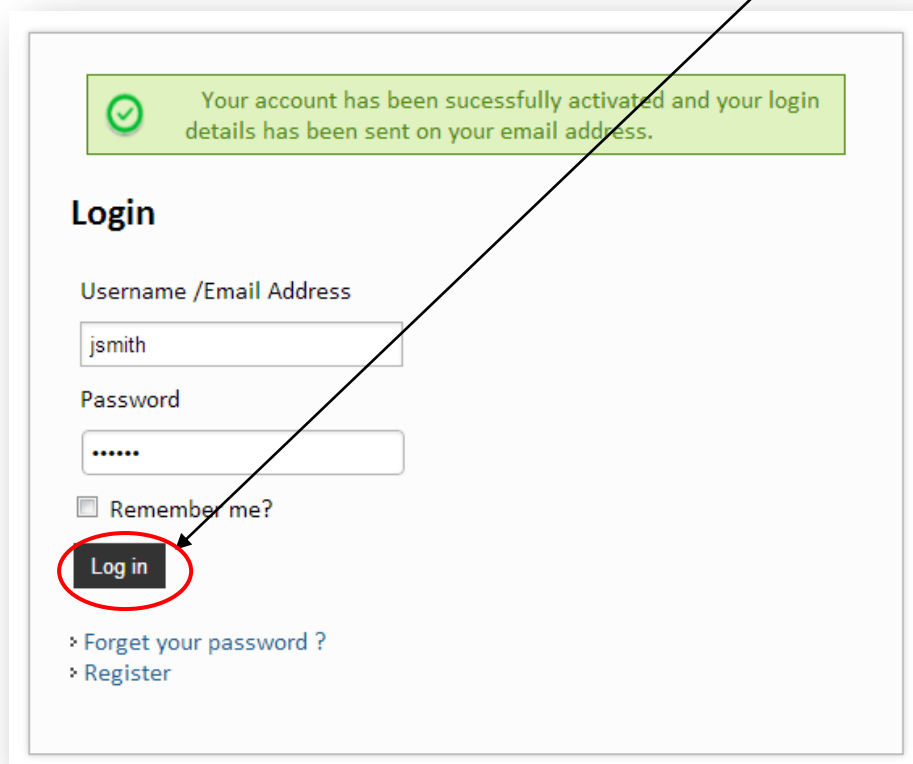 Your account has been sucessfully activated and your login
details has been sent on your email address.
Login
Username /Email Address
jsmith
Password
••••••
Remember me?
Log in
Forget your password ?
Register